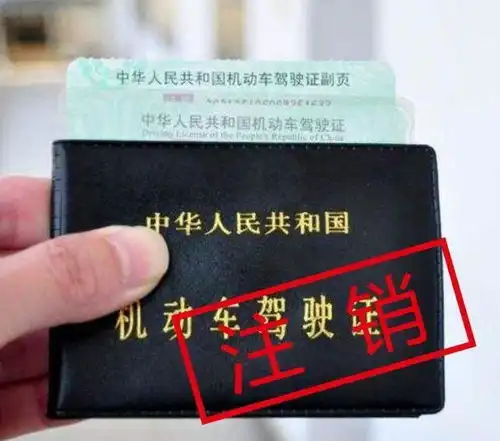 中华人民共和国机动车驾驶证副页
中华人民共和国机动车驾驶证
Driving License of the People's Republic of China
中华人民共和国
机动车驾驶证
注销